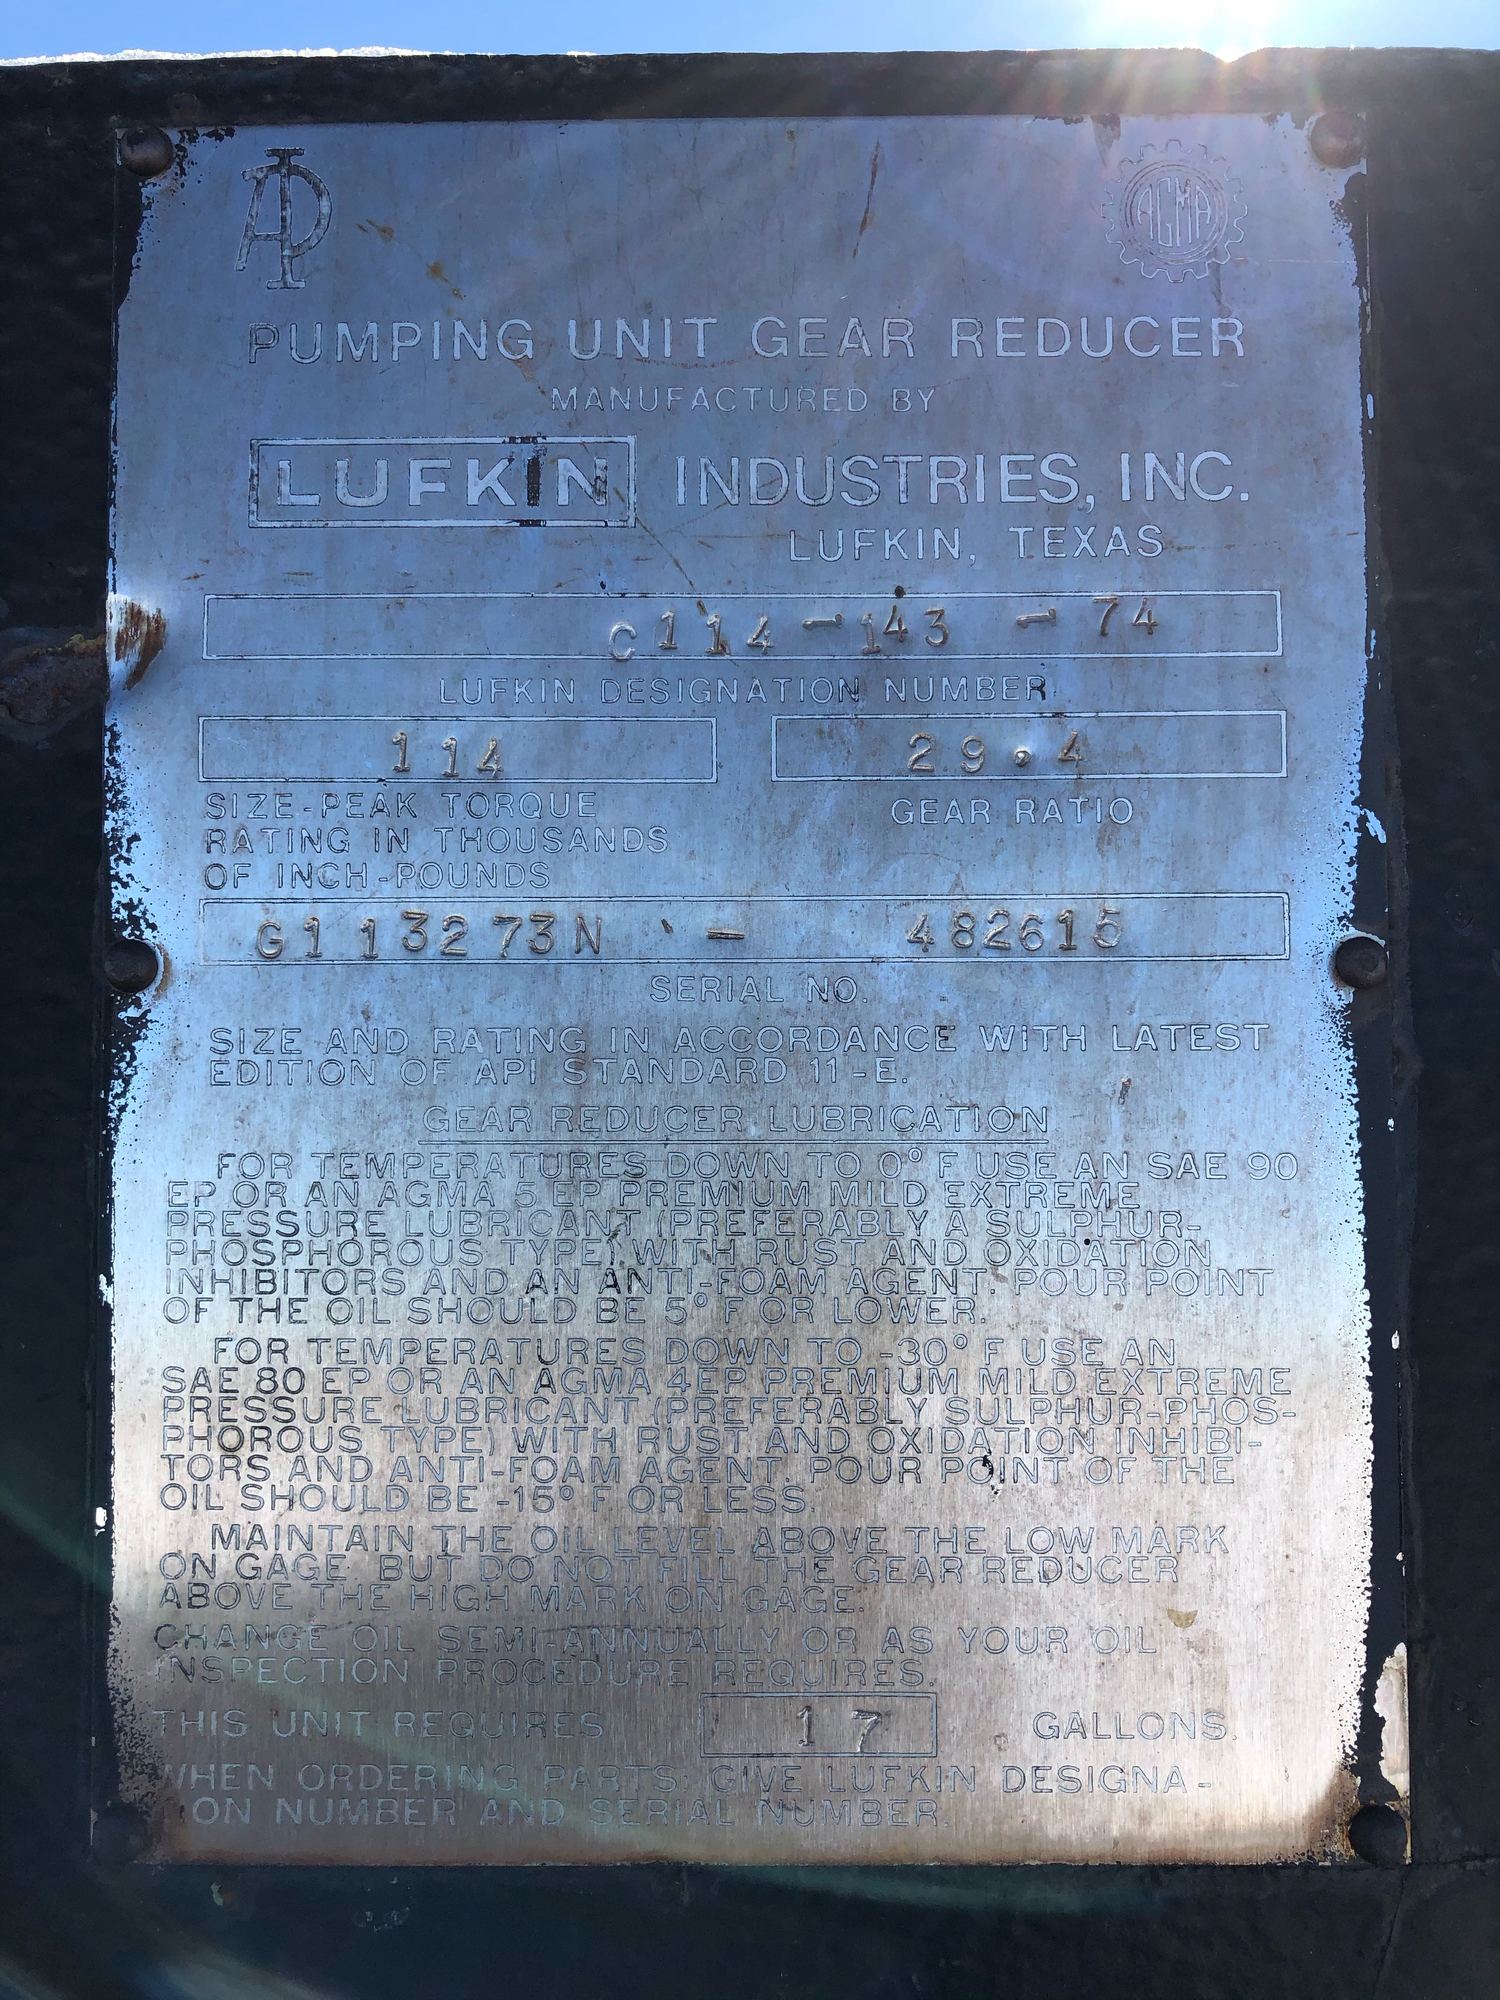 API
AGMA
PUMPING UNIT GEAR REDUCER
MANUFACTURED BY
LUFKIN INDUSTRIES, INC.
LUFKIN, TEXAS
C114-143-74
LUFKIN DESIGNATION NUMBER
114
29.4
SIZE-PEAK TORQUE
RATING IN THOUSANDS
OF INCH-POUNDS
GEAR RATIO
G113273N - 482615
SERIAL NO.
SIZE AND RATING IN ACCORDANCE WITH LATEST
EDITION OF API STANDARD 11-E.
GEAR REDUCER LUBRICATION
FOR TEMPERATURES DOWN TO 0° F USE AN SAE 90
EP OR AN AGMA 5 EP PREMIUM MILD EXTREME
PRESSURE LUBRICANT (PREFERABLY A SULPHUR-
PHOSPHOROUS TYPE) WITH RUST AND OXIDATION
INHIBITORS AND AN ANTI-FOAM AGENT. POUR POINT
OF THE OIL SHOULD BE 5° F OR LOWER.
FOR TEMPERATURES DOWN TO -30° F USE AN
SAE 80 EP OR AN AGMA 4EP PREMIUM MILD EXTREME
PRESSURE LUBRICANT (PREFERABLY SULPHUR-PHOS-
PHOROUS TYPE) WITH RUST AND OXIDATION INHIBI-
TORS AND ANTI-FOAM AGENT. POUR POINT OF THE
OIL SHOULD BE -15° F OR LESS.
MAINTAIN THE OIL LEVEL ABOVE THE LOW MARK
ON GAGE BUT DO NOT FILL THE GEAR REDUCER
ABOVE THE HIGH MARK ON GAGE.
CHANGE OIL SEMI-ANNUALLY OR AS YOUR OIL
INSPECTION PROCEDURE REQUIRES.
THIS UNIT REQUIRES 17 GALLONS.
WHEN ORDERING PARTS: GIVE LUFKIN DESIGNA-
ON NUMBER AND SERIAL NUMBER.